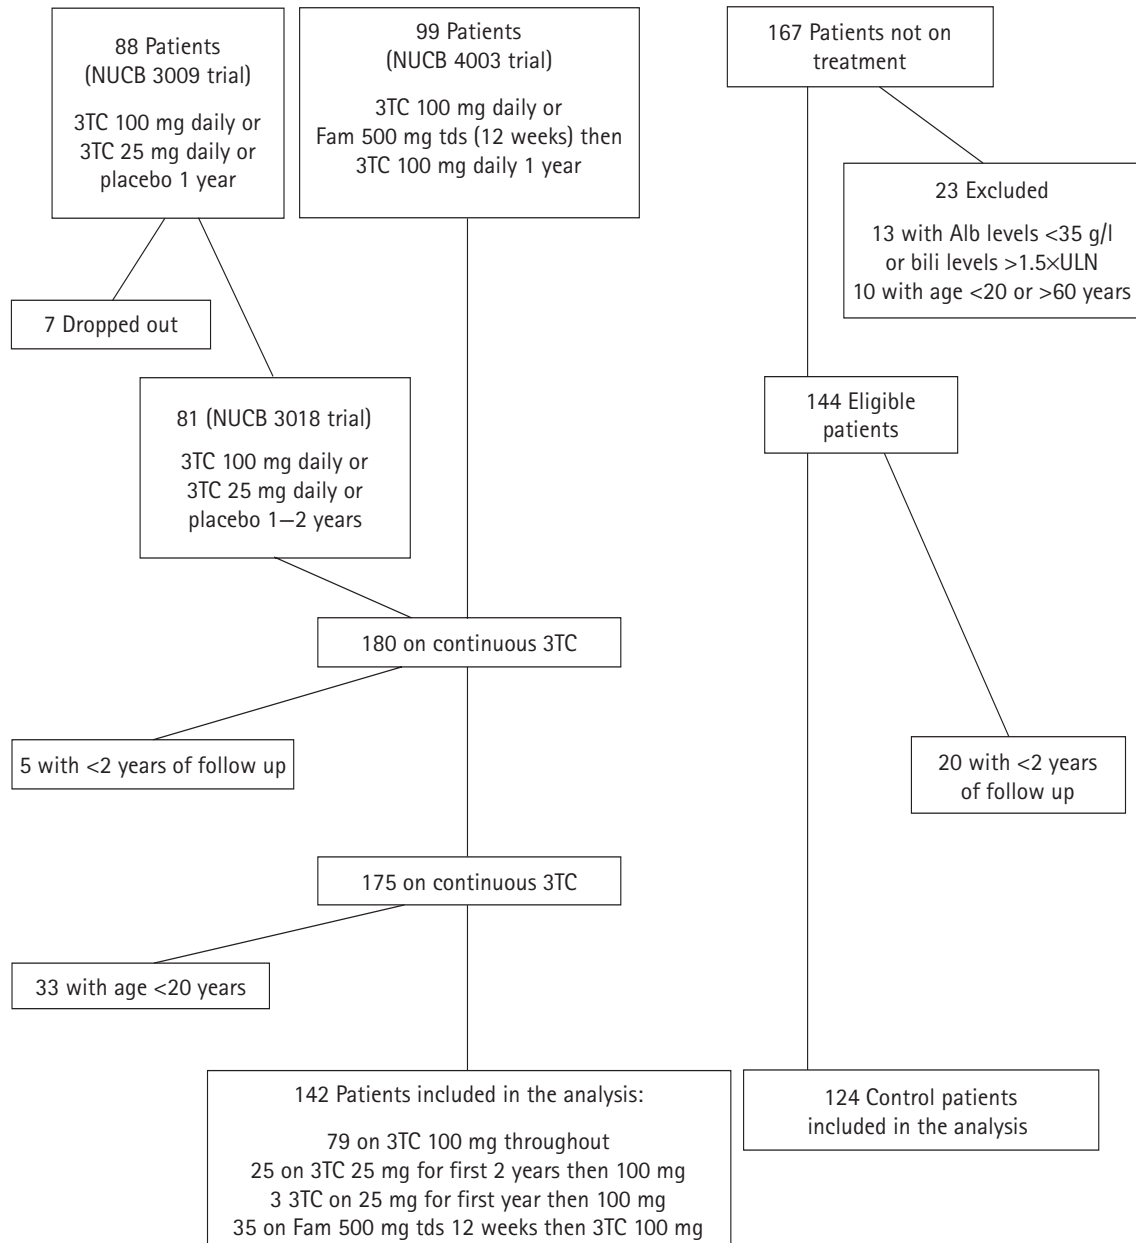 88 Patients
(NUCB 3009 trial)
3TC 100 mg daily or
3TC 25 mg daily or
placebo 1 year
99 Patients
(NUCB 4003 trial)
3TC 100 mg daily or
Fam 500 mg tds (12 weeks) then
3TC 100 mg daily 1 year
167 Patients not on
treatment
23 Excluded
13 with Alb levels <35 g/l
or bili levels >1.5×ULN
10 with age <20 or >60 years
7 Dropped out
81 (NUCB 3018 trial)
3TC 100 mg daily or
3TC 25 mg daily or
placebo 1–2 years
144 Eligible
patients
180 on continuous 3TC
5 with <2 years of follow up
20 with <2 years
of follow up
175 on continuous 3TC
33 with age <20 years
142 Patients included in the analysis:
79 on 3TC 100 mg throughout
25 on 3TC 25 mg for first 2 years then 100 mg
3 3TC on 25 mg for first year then 100 mg
35 on Fam 500 mg tds 12 weeks then 3TC 100 mg
124 Control patients
included in the analysis